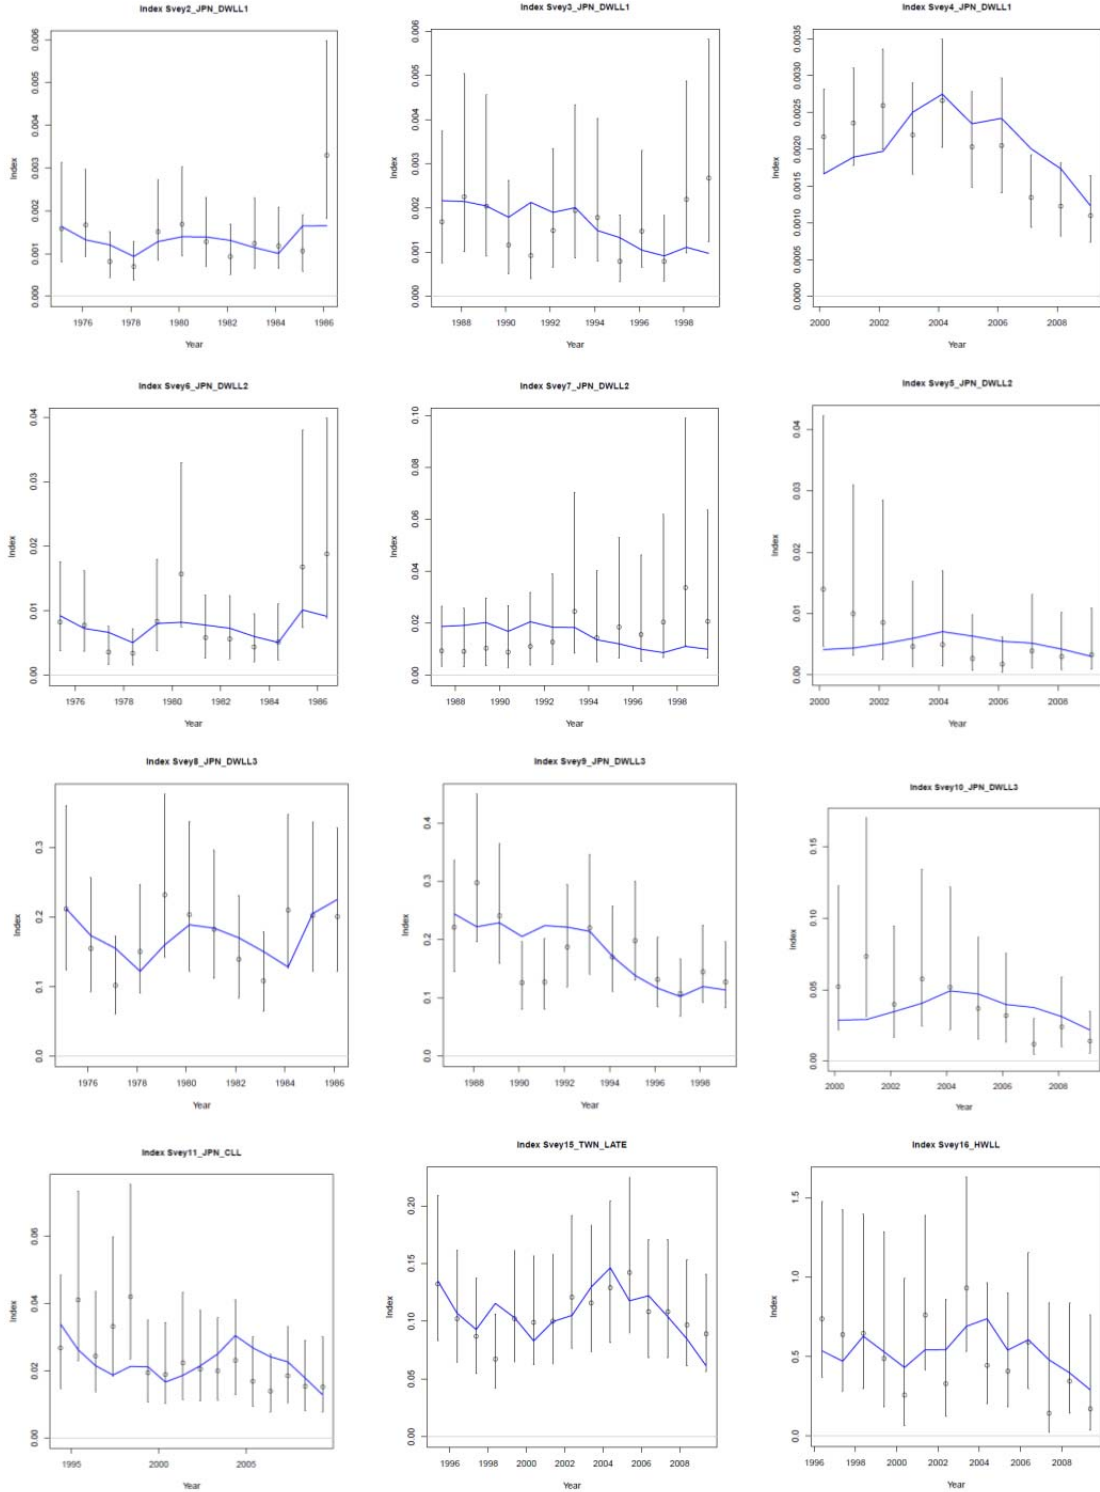 Index Svey2_JPN_DWLL1
Index
0.006
0.005
0.004
0.003
0.002
0.001
0.000
1976 1978 1980 1982 1984 1986
Year
Index Svey3_JPN_DWLL1
Index
0.006
0.005
0.004
0.003
0.002
0.001
0.000
1988 1990 1992 1994 1996 1998
Year
Index Svey4_JPN_DWLL1
Index
0.0035
0.0030
0.0025
0.0020
0.0015
0.0010
0.0005
0.0000
2000 2002 2004 2006 2008
Year
Index Svey6_JPN_DWLL2
Index
0.04
0.03
0.02
0.01
0.00
1976 1978 1980 1982 1984 1986
Year
Index Svey7_JPN_DWLL2
Index
0.10
0.08
0.06
0.04
0.02
0.00
1988 1990 1992 1994 1996 1998
Year
Index Svey5_JPN_DWLL2
Index
0.04
0.03
0.02
0.01
0.00
2000 2002 2004 2006 2008
Year
Index Svey8_JPN_DWLL3
Index
0.3
0.2
0.1
0.0
1976 1978 1980 1982 1984 1986
Year
Index Svey9_JPN_DWLL3
Index
0.4
0.3
0.2
0.1
0.0
1988 1990 1992 1994 1996 1998
Year
Index Svey10_JPN_DWLL3
Index
0.15
0.10
0.05
0.00
2000 2002 2004 2006 2008
Year
Index Svey11_JPN_CLL
Index
0.06
0.04
0.02
0.00
1995 2000 2005
Year
Index Svey15_TWN_LATE
Index
0.20
0.15
0.10
0.05
0.00
1996 1998 2000 2002 2004 2006 2008
Year
Index Svey16_HWLL
Index
1.5
1.0
0.5
0.0
1996 1998 2000 2002 2004 2006 2008
Year